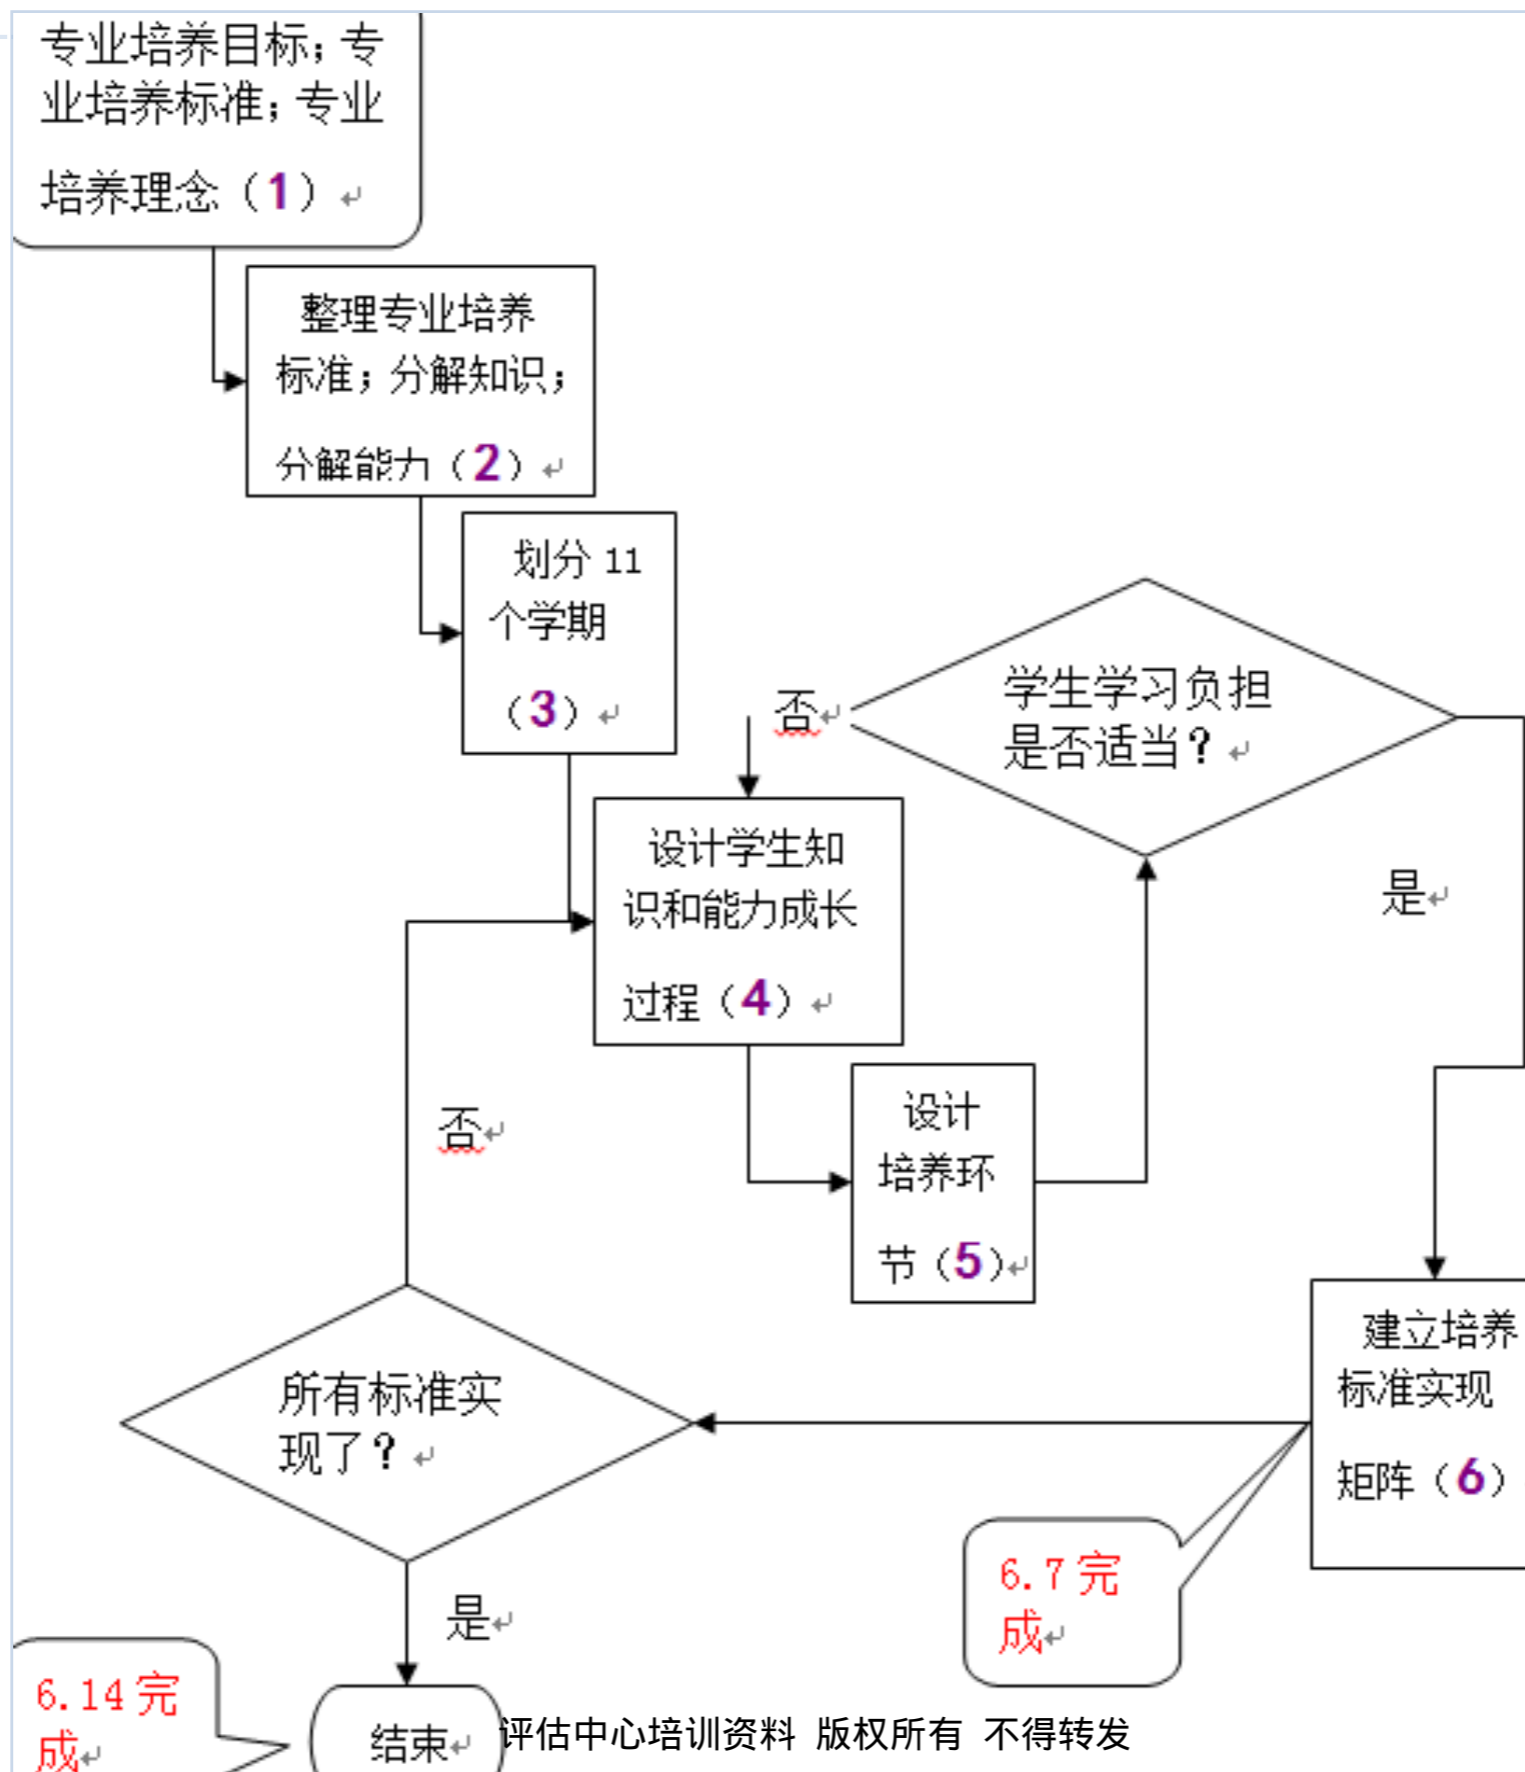 专业培养目标；专
业培养标准；专业
培养理念（1）
整理专业培养
标准；分解知识；
分解能力（2）
划分 11
个学期
（3）
否
学生学习负担
是否适当？
设计学生知
识和能力成长
过程（4）
是
设计
培养环
节（5）
否
建立培养
标准实现
矩阵（6）
所有标准实
现了？
6.7 完
成
是
6.14 完
成
结束
评估中心培训资料 版权所有 不得转发